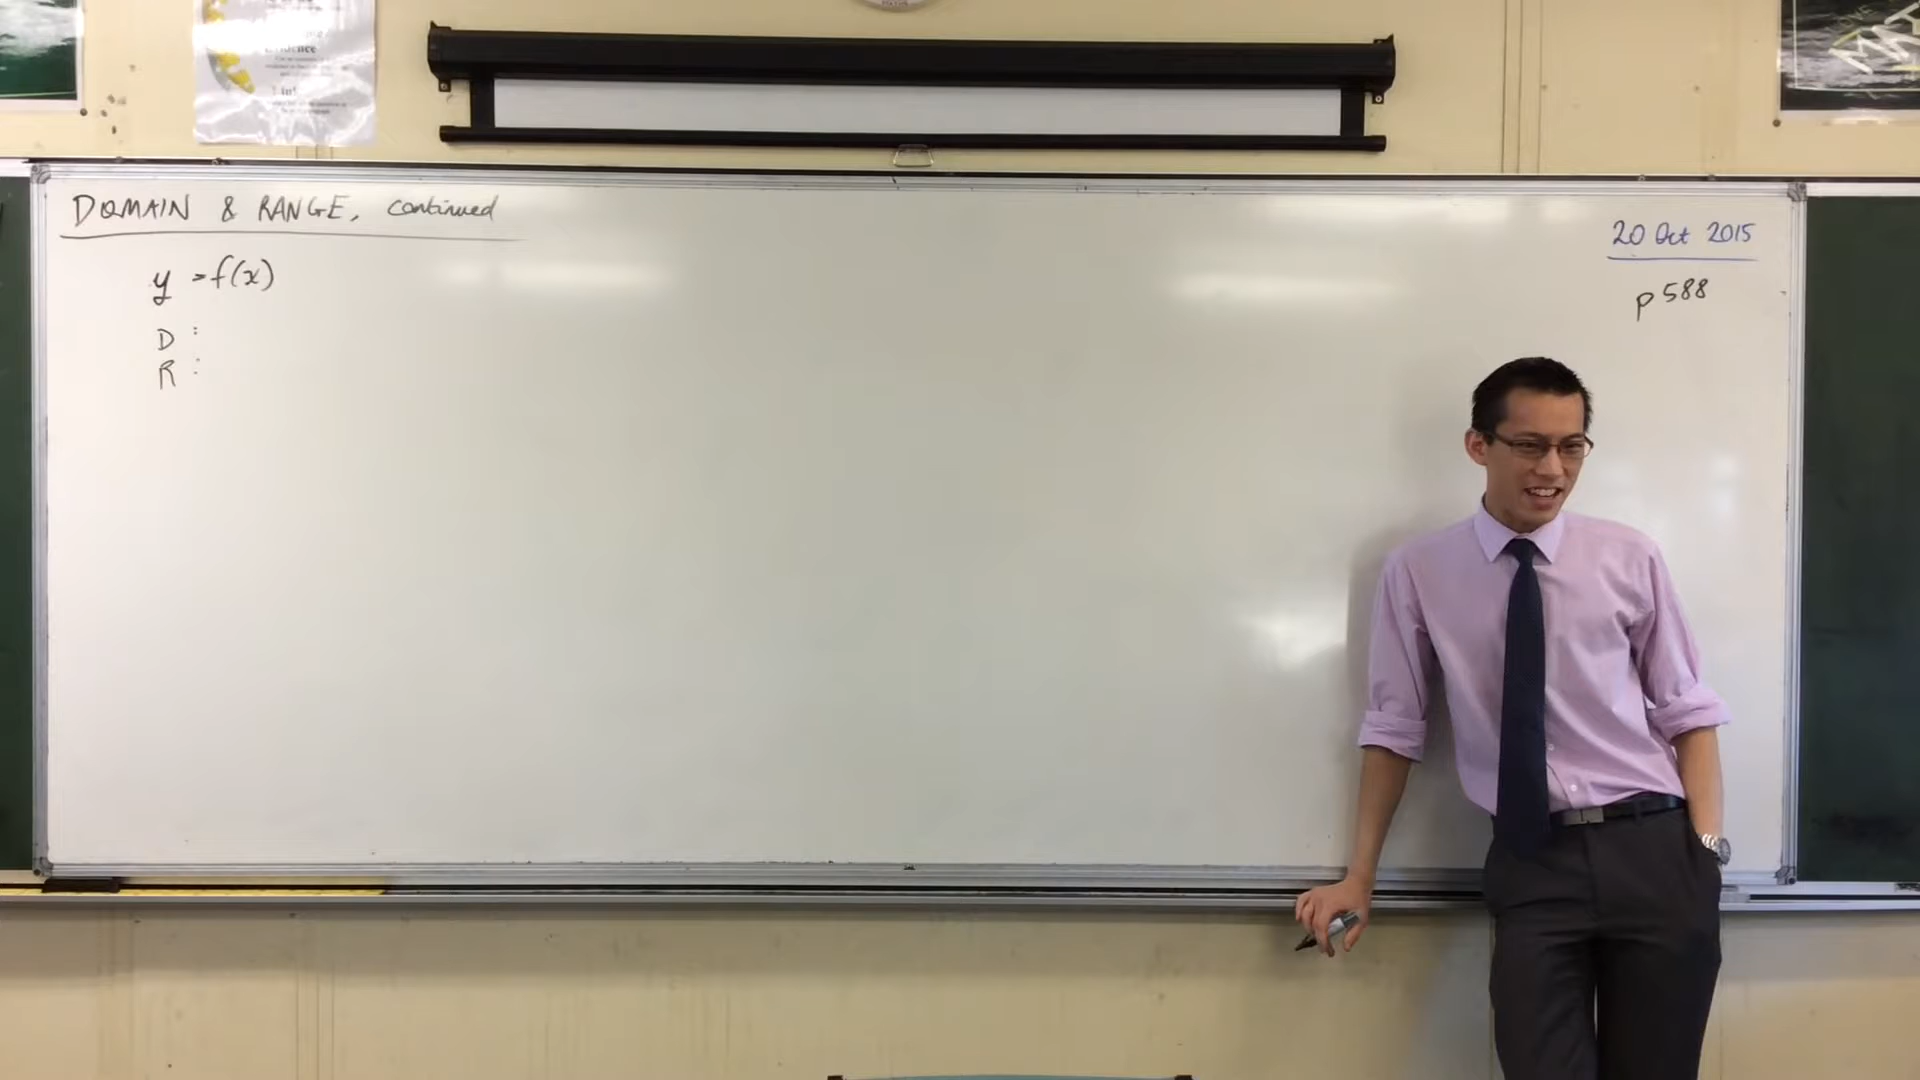 DOMAIN & RANGE, continued
y = f(x)
D :
R :
20 Oct 2015
p 588